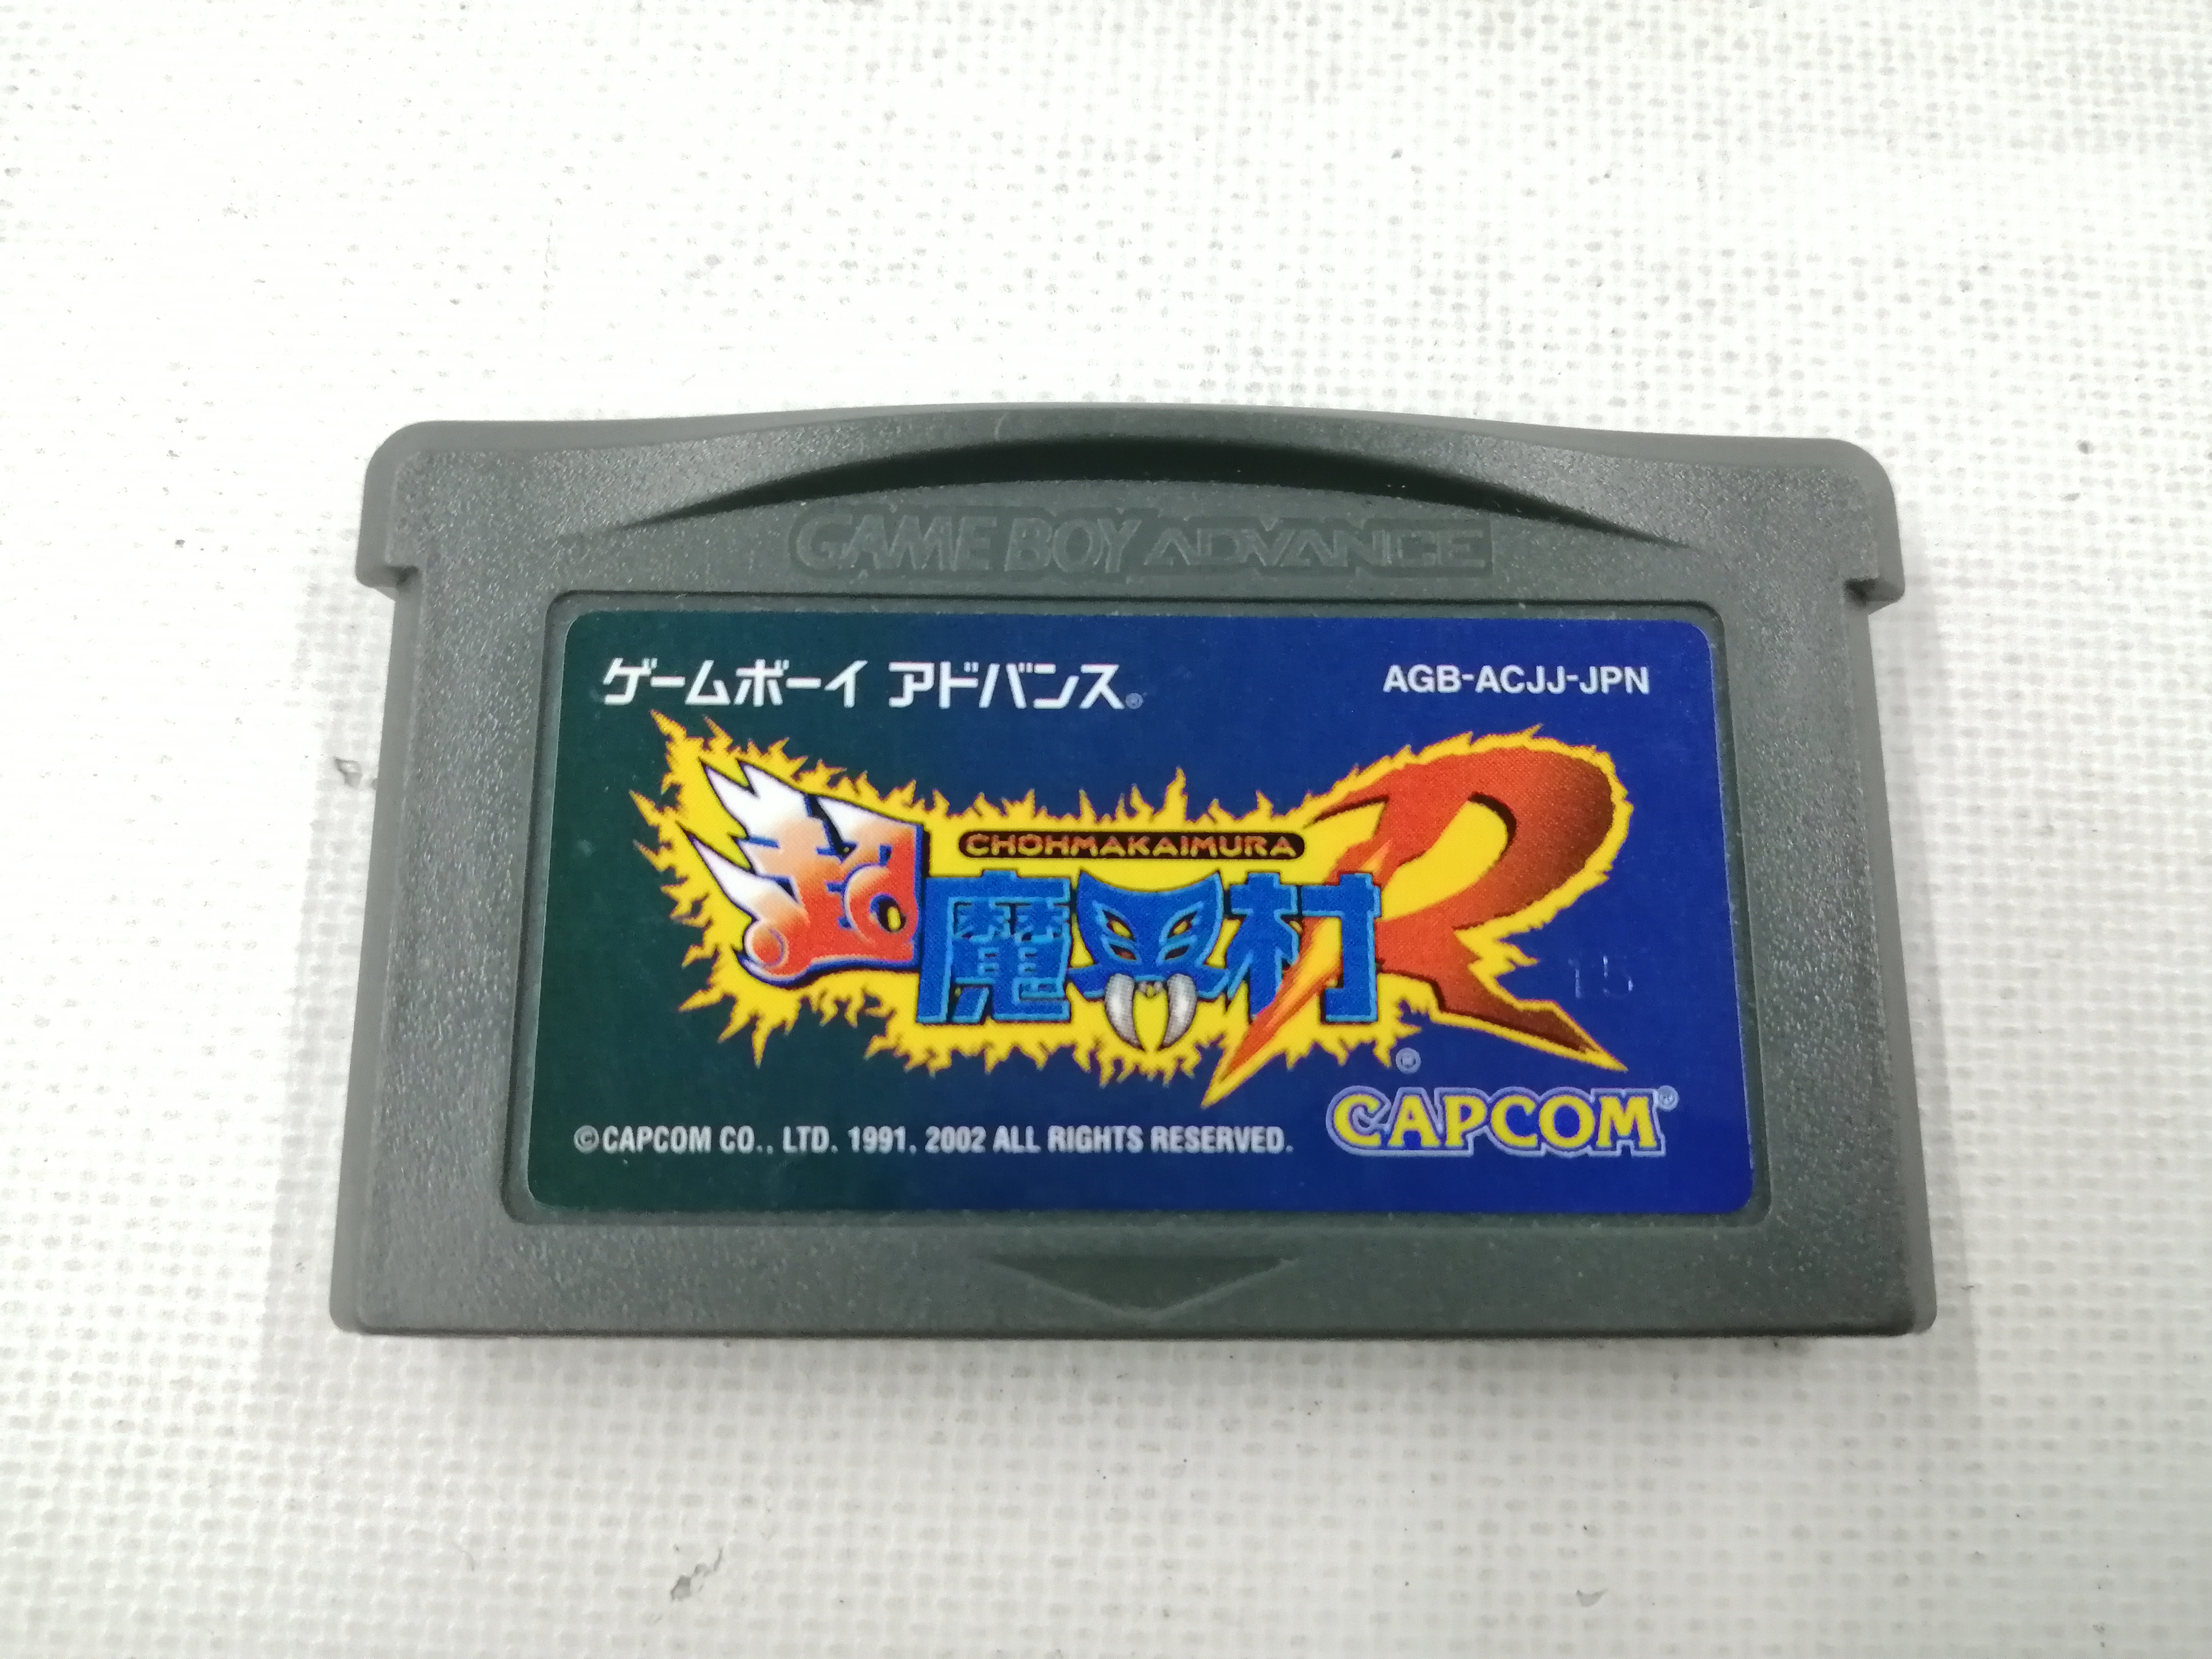 GAME BOY ADVANCE
ゲームボーイ アドバンス®
AGB-ACJJ-JPN
CHOHMAKAIMURA
超魔界村R
®
©CAPCOM CO., LTD. 1991, 2002 ALL RIGHTS RESERVED.
CAPCOM®
15